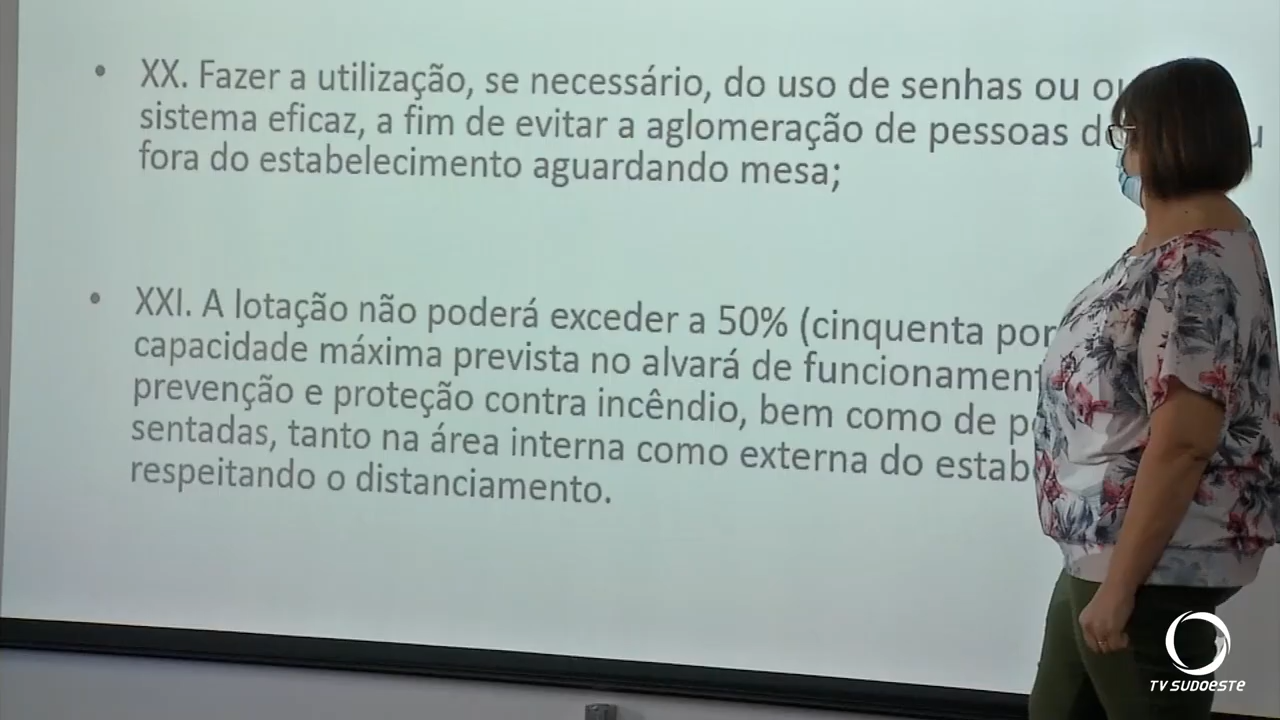 • XX. Fazer a utilização, se necessário, do uso de senhas ou
sistema eficaz, a fim de evitar a aglomeração de pessoas
fora do estabelecimento aguardando mesa;
• XXI. A lotação não poderá exceder a 50% (cinquenta por
capacidade máxima prevista no alvará de funcionament
prevenção e proteção contra incêndio, bem como de
sentadas, tanto na área interna como externa do estab
respeitando o distanciamento.
TV SUDOESTE